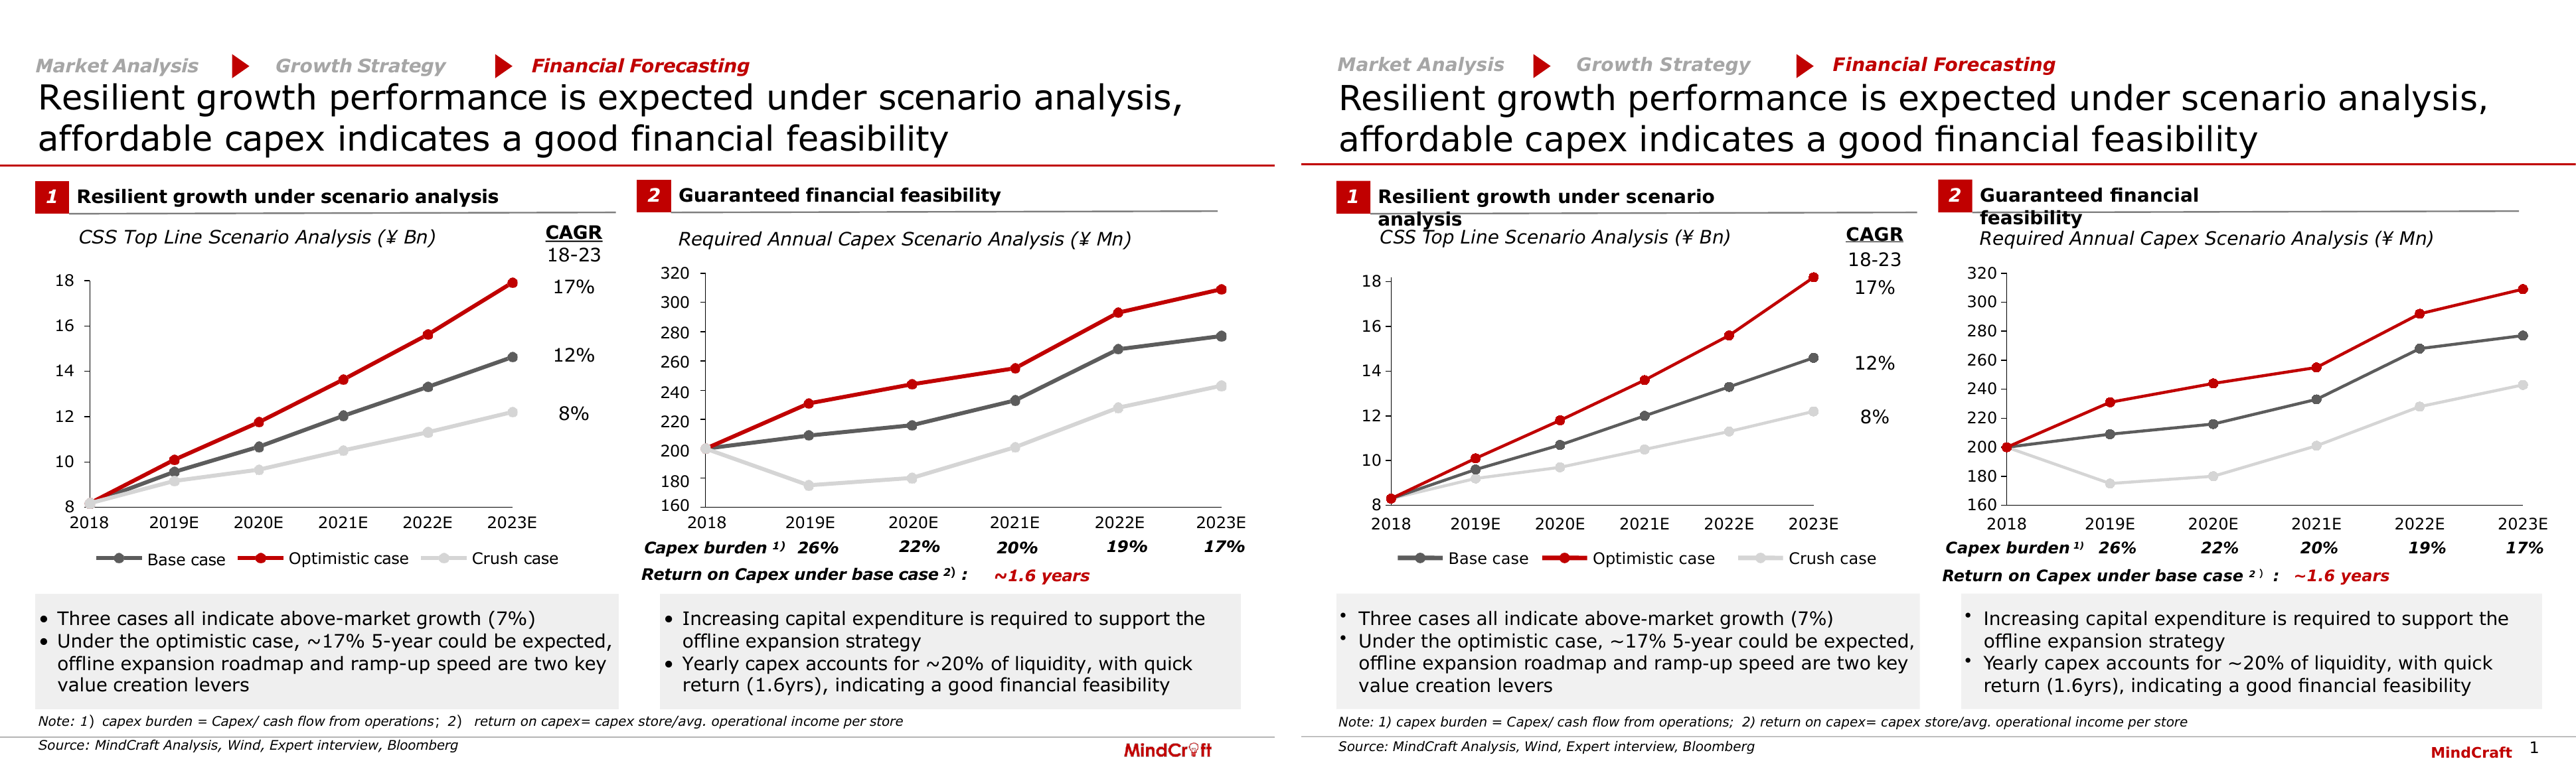 Market Analysis Growth Strategy Financial Forecasting
Resilient growth performance is expected under scenario analysis,
affordable capex indicates a good financial feasibility
1 Resilient growth under scenario analysis
CSS Top Line Scenario Analysis (¥ Bn)
CAGR
18-23
18
16
14
12
10
8
17%
12%
8%
2018 2019E 2020E 2021E 2022E 2023E
Base case Optimistic case Crush case
2 Guaranteed financial feasibility
Required Annual Capex Scenario Analysis (¥ Mn)
320
300
280
260
240
220
200
180
160
2018 2019E 2020E 2021E 2022E 2023E
Capex burden 1) 26% 22% 20% 19% 17%
Return on Capex under base case 2) : ~1.6 years
• Three cases all indicate above-market growth (7%)
• Under the optimistic case, ~17% 5-year could be expected,
offline expansion roadmap and ramp-up speed are two key
value creation levers
• Increasing capital expenditure is required to support the
offline expansion strategy
• Yearly capex accounts for ~20% of liquidity, with quick
return (1.6yrs), indicating a good financial feasibility
Note: 1) capex burden = Capex/ cash flow from operations; 2) return on capex= capex store/avg. operational income per store
Source: MindCraft Analysis, Wind, Expert interview, Bloomberg
MindCraft
Market Analysis Growth Strategy Financial Forecasting
Resilient growth performance is expected under scenario analysis,
affordable capex indicates a good financial feasibility
1 Resilient growth under scenario
analysis
CSS Top Line Scenario Analysis (¥ Bn)
CAGR
18-23
18
16
14
12
10
8
17%
12%
8%
2018 2019E 2020E 2021E 2022E 2023E
Base case Optimistic case Crush case
2 Guaranteed financial
feasibility
Required Annual Capex Scenario Analysis (¥ Mn)
320
300
280
260
240
220
200
180
160
2018 2019E 2020E 2021E 2022E 2023E
Capex burden 1) 26% 22% 20% 19% 17%
Return on Capex under base case 2) : ~1.6 years
• Three cases all indicate above-market growth (7%)
• Under the optimistic case, ~17% 5-year could be expected,
offline expansion roadmap and ramp-up speed are two key
value creation levers
• Increasing capital expenditure is required to support the
offline expansion strategy
• Yearly capex accounts for ~20% of liquidity, with quick
return (1.6yrs), indicating a good financial feasibility
Note: 1) capex burden = Capex/ cash flow from operations; 2) return on capex= capex store/avg. operational income per store
Source: MindCraft Analysis, Wind, Expert interview, Bloomberg
MindCraft 1